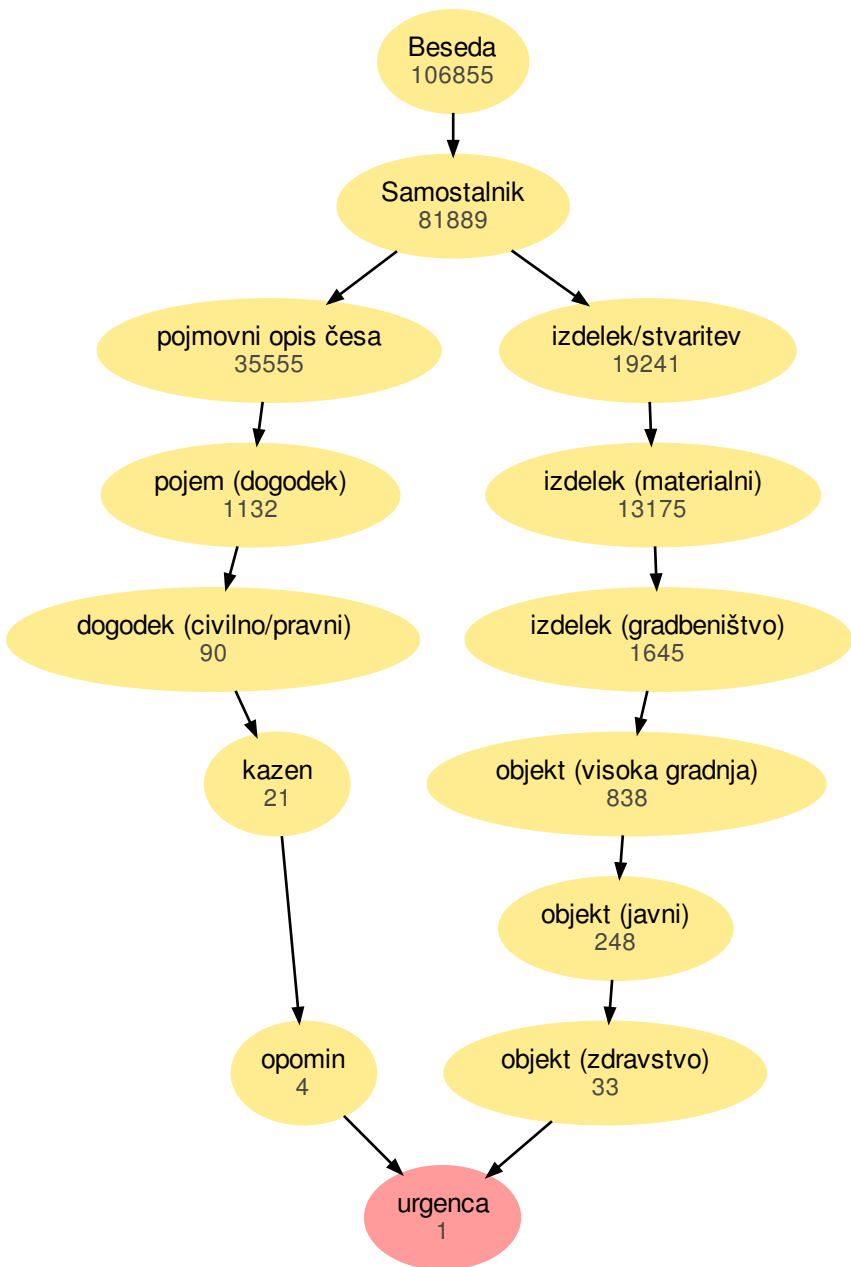 Beseda
106855
Samostalnik
81889
pojmovni opis česa
35555
izdelek/stvaritev
19241
pojem (dogodek)
1132
izdelek (materialni)
13175
dogodek (civilno/pravni)
90
izdelek (gradbeništvo)
1645
kazen
21
objekt (visoka gradnja)
838
objekt (javni)
248
opomin
4
objekt (zdravstvo)
33
urgenca
1